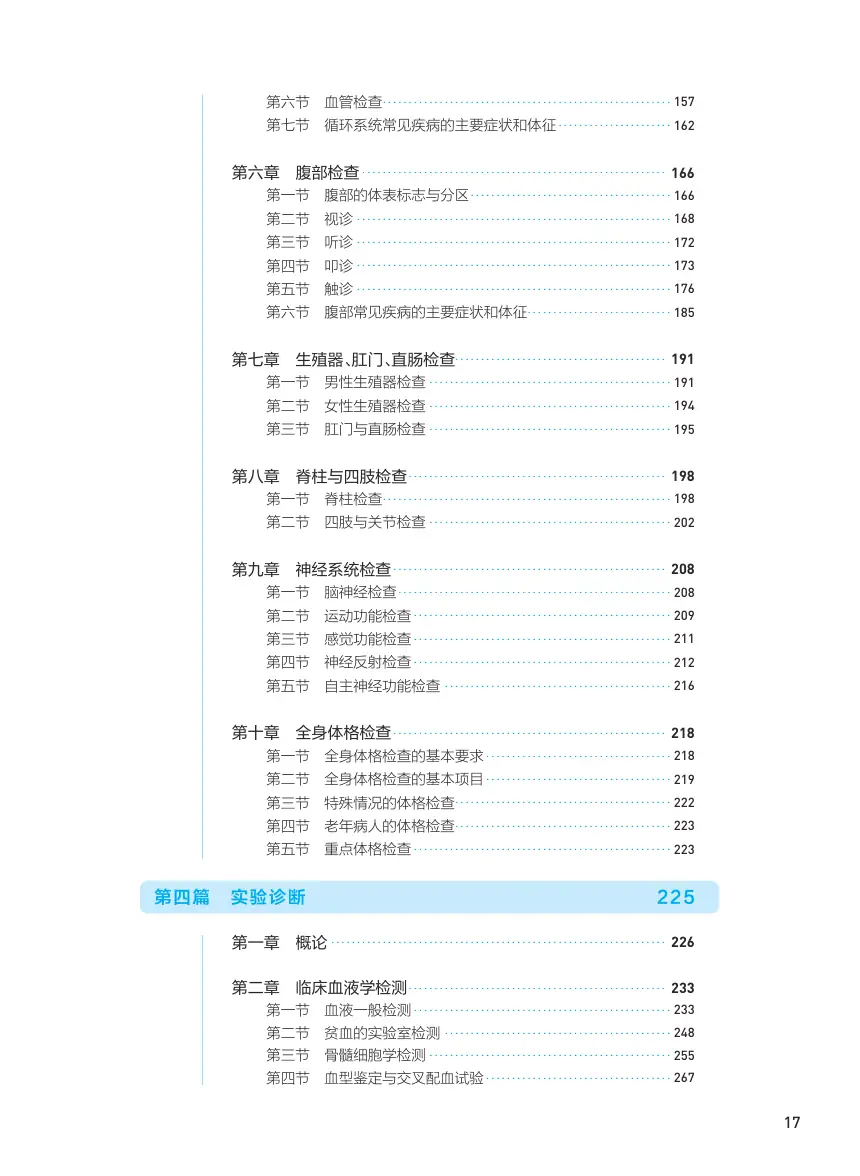 第六节 血管检查 157
第七节 循环系统常见疾病的主要症状和体征 162
第六章 腹部检查 166
第一节 腹部的体表标志与分区 166
第二节 视诊 168
第三节 听诊 172
第四节 叩诊 173
第五节 触诊 176
第六节 腹部常见疾病的主要症状和体征 185
第七章 生殖器、肛门、直肠检查 191
第一节 男性生殖器检查 191
第二节 女性生殖器检查 194
第三节 肛门与直肠检查 195
第八章 脊柱与四肢检查 198
第一节 脊柱检查 198
第二节 四肢与关节检查 202
第九章 神经系统检查 208
第一节 脑神经检查 208
第二节 运动功能检查 209
第三节 感觉功能检查 211
第四节 神经反射检查 212
第五节 自主神经功能检查 216
第十章 全身体格检查 218
第一节 全身体格检查的基本要求 218
第二节 全身体格检查的基本项目 219
第三节 特殊情况的体格检查 222
第四节 老年病人的体格检查 223
第五节 重点体格检查 223
第四篇 实验诊断 225
第一章 概论 226
第二章 临床血液学检测 233
第一节 血液一般检测 233
第二节 贫血的实验室检测 248
第三节 骨髓细胞学检测 255
第四节 血型鉴定与交叉配血试验 267
17